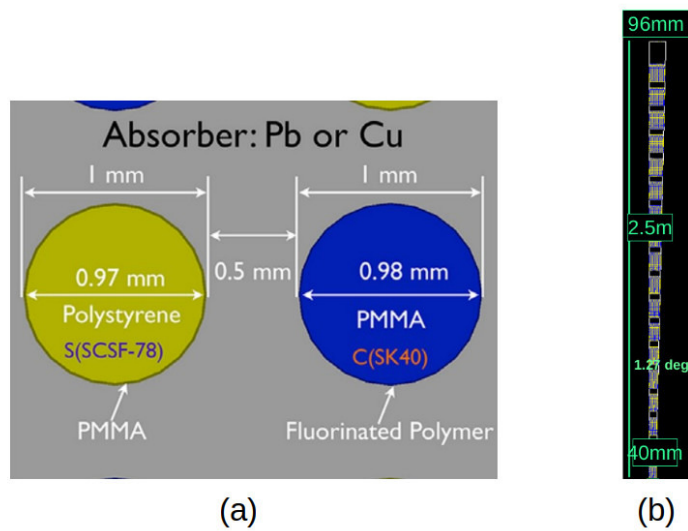 Absorber: Pb or Cu
1 mm
1 mm
0.5 mm
0.97 mm
Polystyrene
S(SCSF-78)
0.98 mm
PMMA
C(SK40)
PMMA
Fluorinated Polymer
(a)
96mm
2.5m
1.27 deg
40mm
(b)